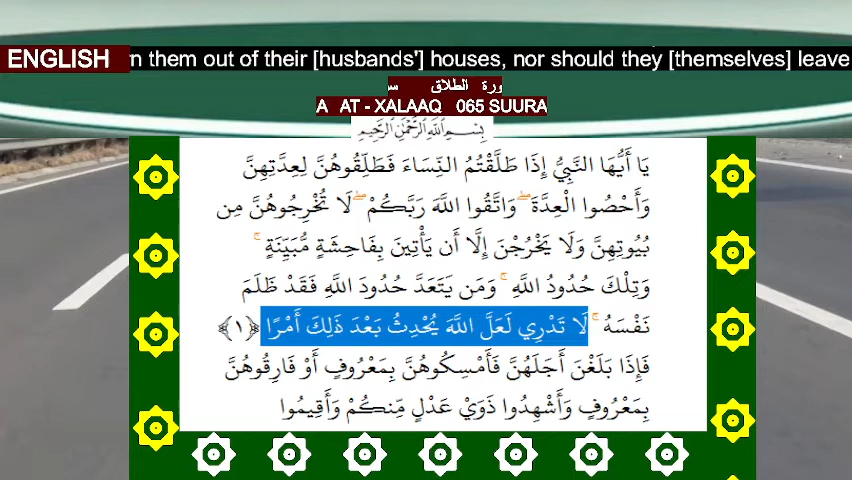 ENGLISH n them out of their [husbands'] houses, nor should they [themselves] leave
ورة الطلاق سـ
A AT - XALAAQ 065 SUURA
بِسْمِ اللَّهِ الرَّحْمَٰنِ الرَّحِيمِ
يَا أَيُّهَا النَّبِيُّ إِذَا طَلَّقْتُمُ النِّسَاءَ فَطَلِّقُوهُنَّ لِعِدَّتِهِنَّ
وَأَحْصُوا الْعِدَّةَ ۖ وَاتَّقُوا اللَّهَ رَبَّكُمْ ۖ لَا تُخْرِجُوهُنَّ مِن
بُيُوتِهِنَّ وَلَا يَخْرُجْنَ إِلَّا أَن يَأْتِينَ بِفَاحِشَةٍ مُّبَيِّنَةٍ ۚ
وَتِلْكَ حُدُودُ اللَّهِ ۚ وَمَن يَتَعَدَّ حُدُودَ اللَّهِ فَقَدْ ظَلَمَ
نَفْسَهُ ۚ لَا تَدْرِي لَعَلَّ اللَّهَ يُحْدِثُ بَعْدَ ذَٰلِكَ أَمْرًا ﴿١﴾
فَإِذَا بَلَغْنَ أَجَلَهُنَّ فَأَمْسِكُوهُنَّ بِمَعْرُوفٍ أَوْ فَارِقُوهُنَّ
بِمَعْرُوفٍ وَأَشْهِدُوا ذَوَيْ عَدْلٍ مِّنكُمْ وَأَقِيمُوا